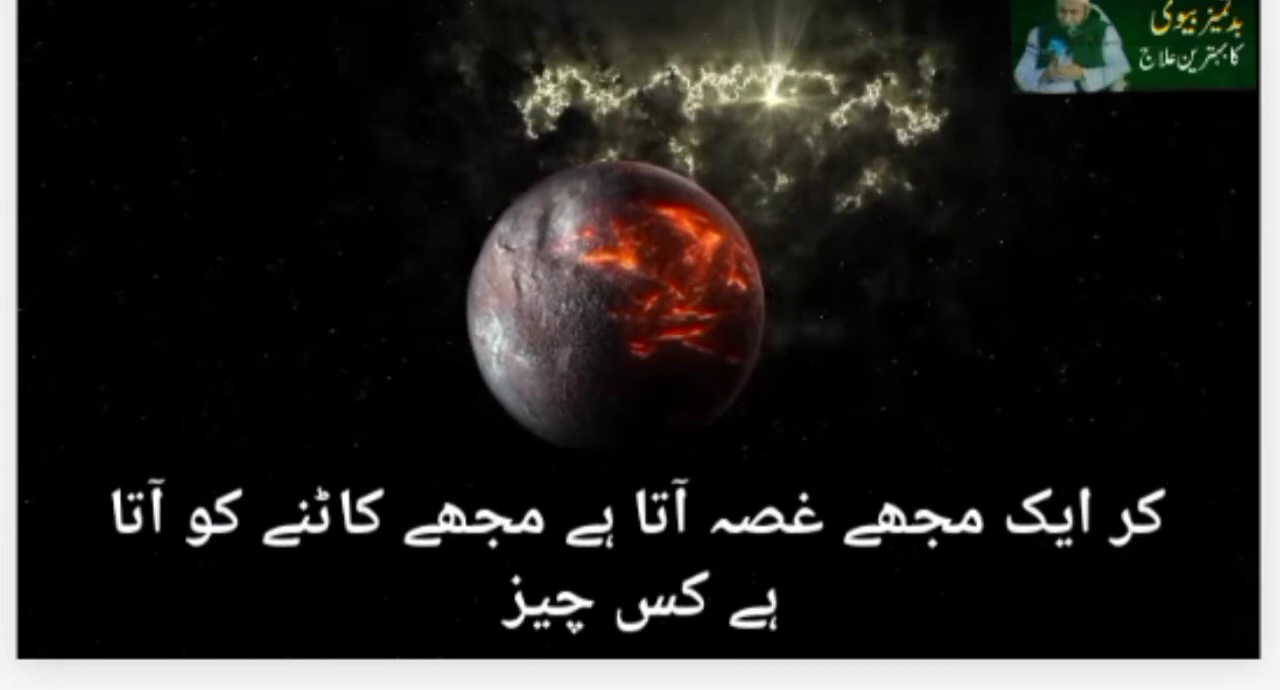 بدتمیز بیوی
کا بہترین علاج
کر ایک مجھے غصہ آتا ہے مجھے کاٹنے کو آتا
ہے کس چیز